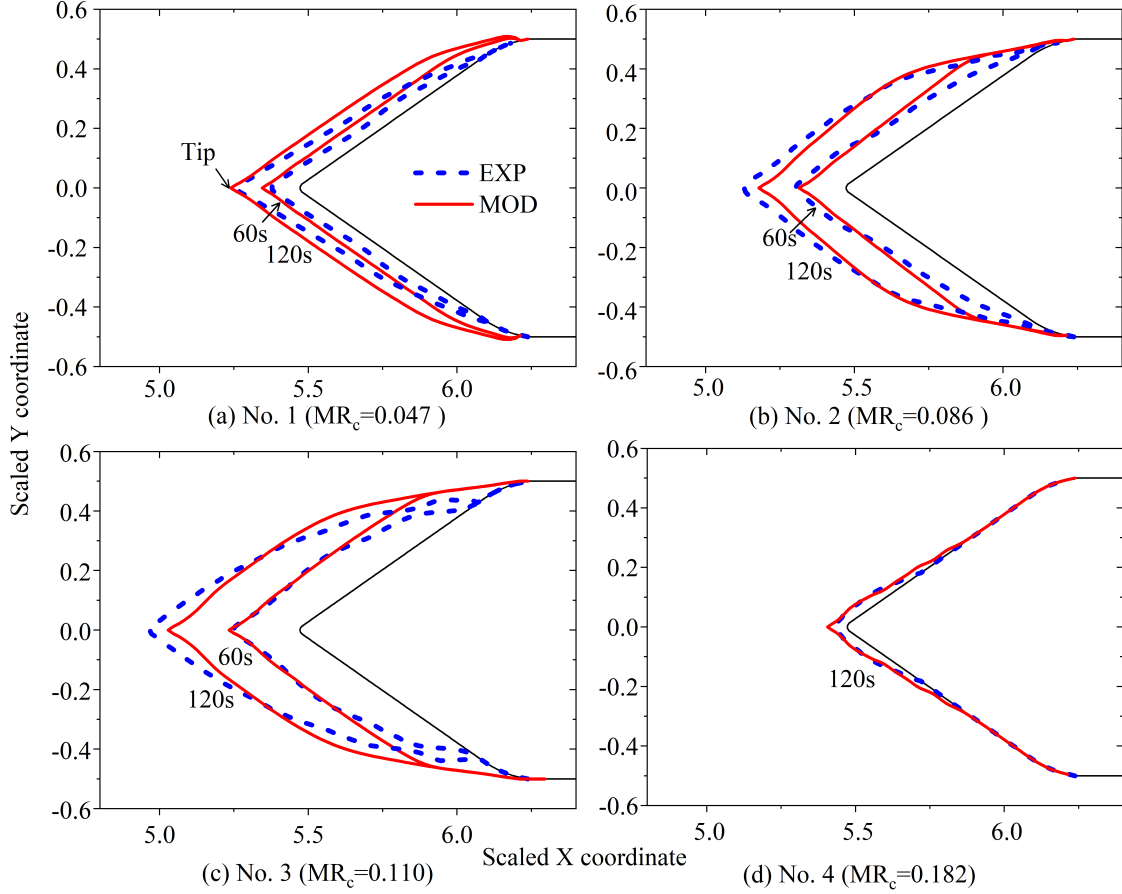 0.6
0.4
0.2
0.0
-0.2
-0.4
-0.6
Tip
EXP
MOD
60s
120s
5.0 5.5 6.0
(a) No. 1 (MRc=0.047 )
0.6
0.4
0.2
0.0
-0.2
-0.4
-0.6
60s
120s
5.0 5.5 6.0
(b) No. 2 (MRc=0.086 )
Scaled Y coordinate
0.6
0.4
0.2
0.0
-0.2
-0.4
-0.6
60s
120s
5.0 5.5 6.0
(c) No. 3 (MRc=0.110)
0.6
0.4
0.2
0.0
-0.2
-0.4
-0.6
120s
5.0 5.5 6.0
(d) No. 4 (MRc=0.182)
Scaled X coordinate